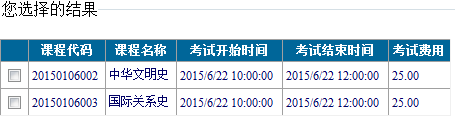 您选择的结果
课程代码 课程名称 考试开始时间 考试结束时间 考试费用
20150106002 中华文明史 2015/6/22 10:00:00 2015/6/22 12:00:00 25.00
20150106003 国际关系史 2015/6/22 10:00:00 2015/6/22 12:00:00 25.00